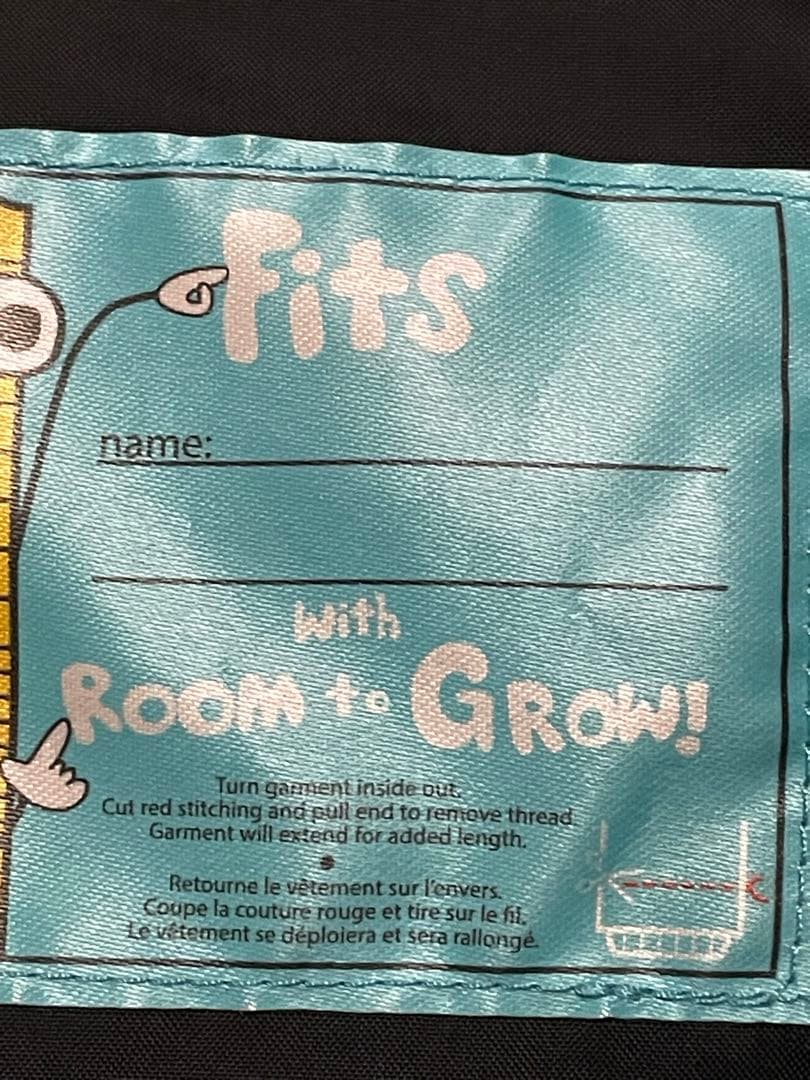 Fits
name:
With
Room to Grow!
Turn garment inside out.
Cut red stitching and pull end to remove thread
Garment will extend for added length.
Retourne le vêtement sur l'envers.
Coupe la couture rouge et tire sur le fil.
Le vêtement se déploiera et sera rallongé.